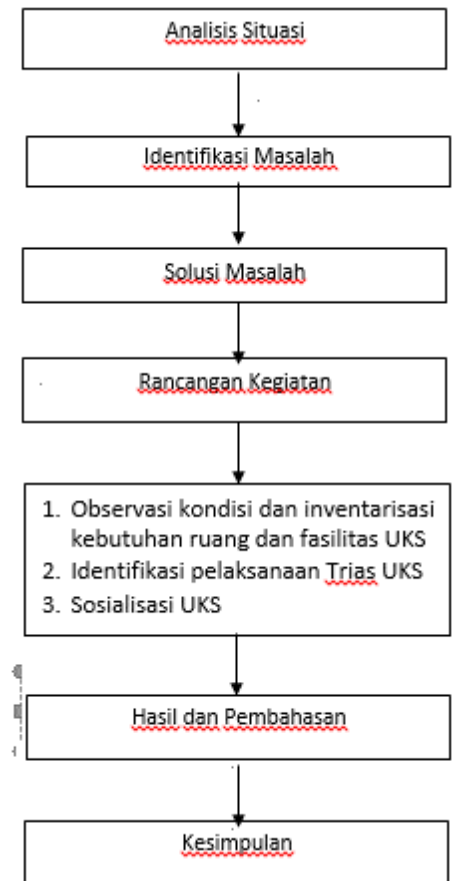 Analisis Situasi
Identifikasi Masalah
Solusi Masalah
Rancangan Kegiatan
1. Observasi kondisi dan inventarisasi
kebutuhan ruang dan fasilitas UKS
2. Identifikasi pelaksanaan Trias UKS
3. Sosialisasi UKS
Hasil dan Pembahasan
Kesimpulan